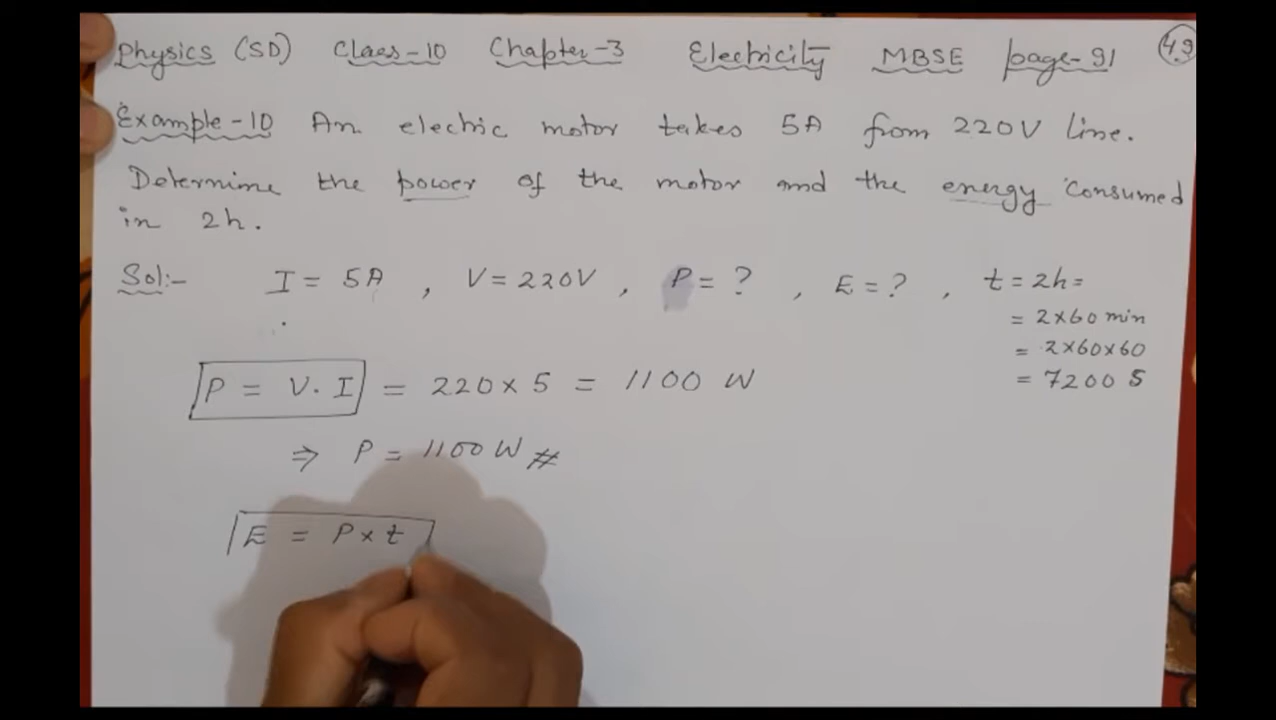 Physics (SD) Class-10 Chapter-3 Electricity MBSE page-91 49
Example-10 An electric motor takes 5A from 220V line.
Determine the power of the motor and the energy consumed
in 2h.
Sol:- I = 5A , V = 220V , P = ? , E = ? , t = 2h =
= 2×60 min
= 2×60×60
= 7200 S
P = V. I = 220 × 5 = 1100 W
⇒ P = 1100 W #
E = P × t